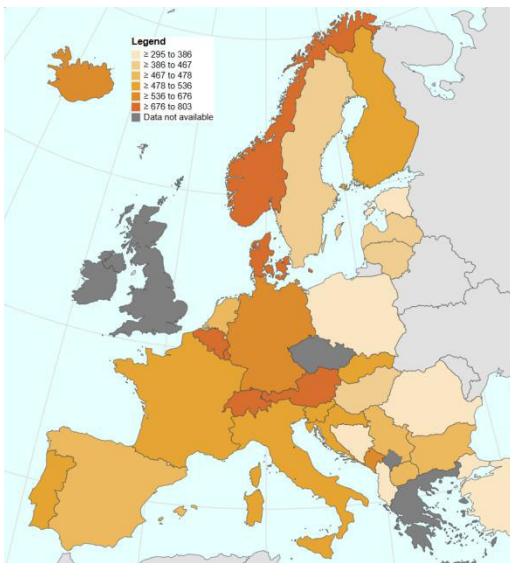 Legend
≥ 295 to 386
≥ 386 to 467
≥ 467 to 478
≥ 478 to 536
≥ 536 to 676
≥ 676 to 803
Data not available